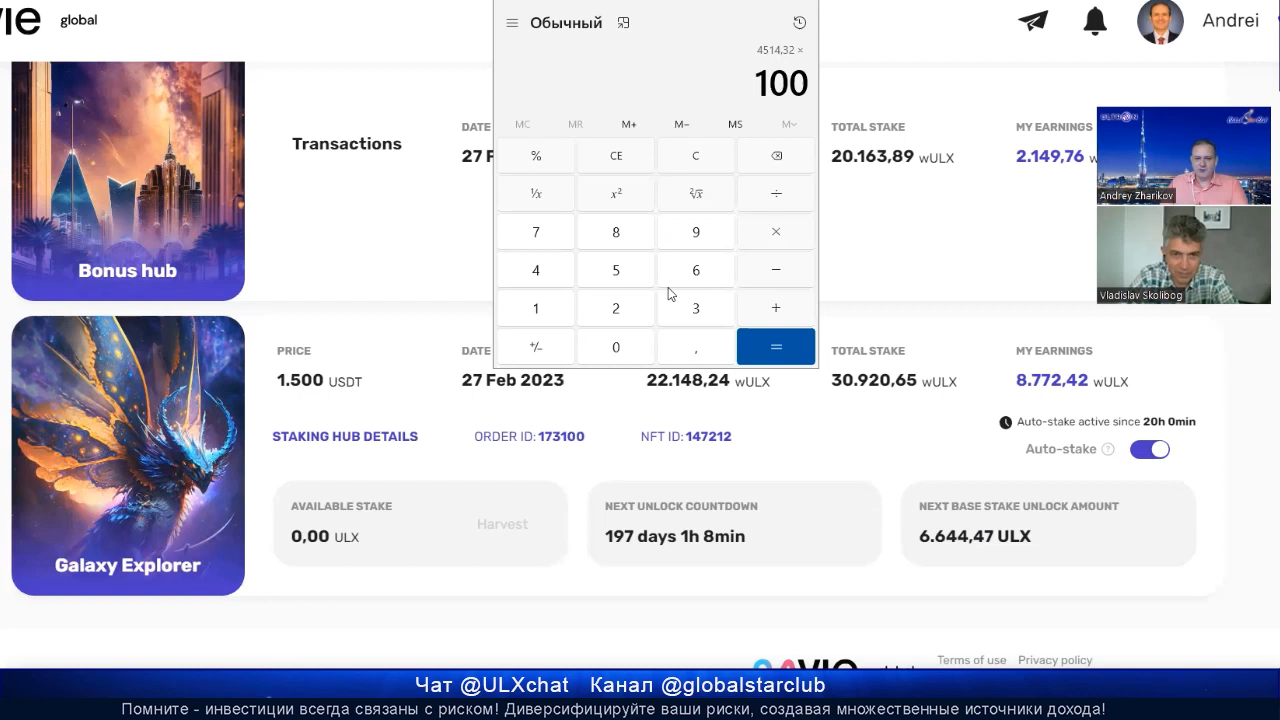 VIE global
Andrei
Обычный
4514,32 ×
100
MC MR M+ M− MS M
% CE C
¹/x x² ²√x ÷
7 8 9 ×
4 5 6 −
1 2 3 +
+/− 0 , =
Bonus hub
Transactions
DATE
27 F
TOTAL STAKE
20.163,89 wULX
MY EARNINGS
2.149,76 w
ULTRON
Andrey Zharikov
Vladislav Skolibog
Galaxy Explorer
PRICE
1.500 USDT
DATE
27 Feb 2023
22.148,24 wULX
TOTAL STAKE
30.920,65 wULX
MY EARNINGS
8.772,42 wULX
STAKING HUB DETAILS
ORDER ID: 173100
NFT ID: 147212
Auto-stake active since 20h 0min
Auto-stake ?
AVAILABLE STAKE
0,00 ULX
Harvest
NEXT UNLOCK COUNTDOWN
197 days 1h 8min
NEXT BASE STAKE UNLOCK AMOUNT
6.644,47 ULX
Terms of use Privacy policy
Чат @ULXchat Канал @globalstarclub
Помните - инвестиции всегда связаны с риском! Диверсифицируйте ваши риски, создавая множественные источники дохода!